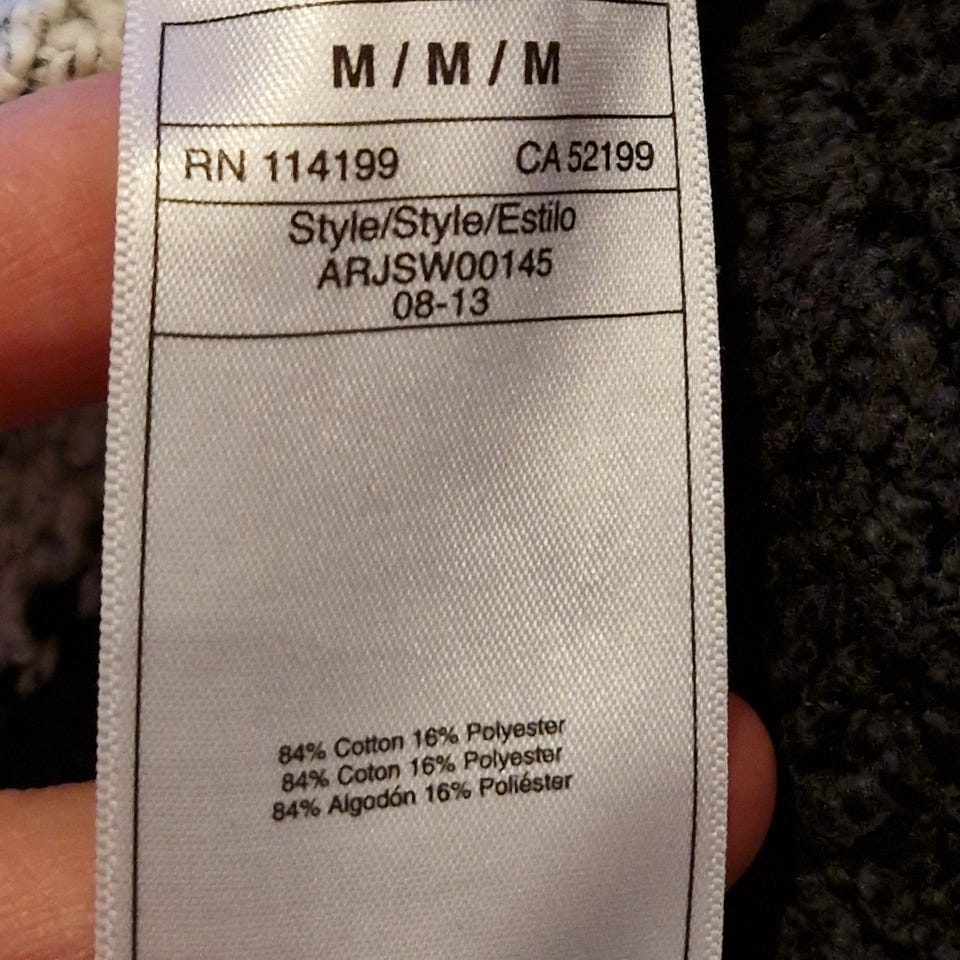 M / M / M
RN 114199 CA 52199
Style/Style/Estilo
ARJSW00145
08-13
84% Cotton 16% Polyester
84% Coton 16% Polyester
84% Algodón 16% Poliéster